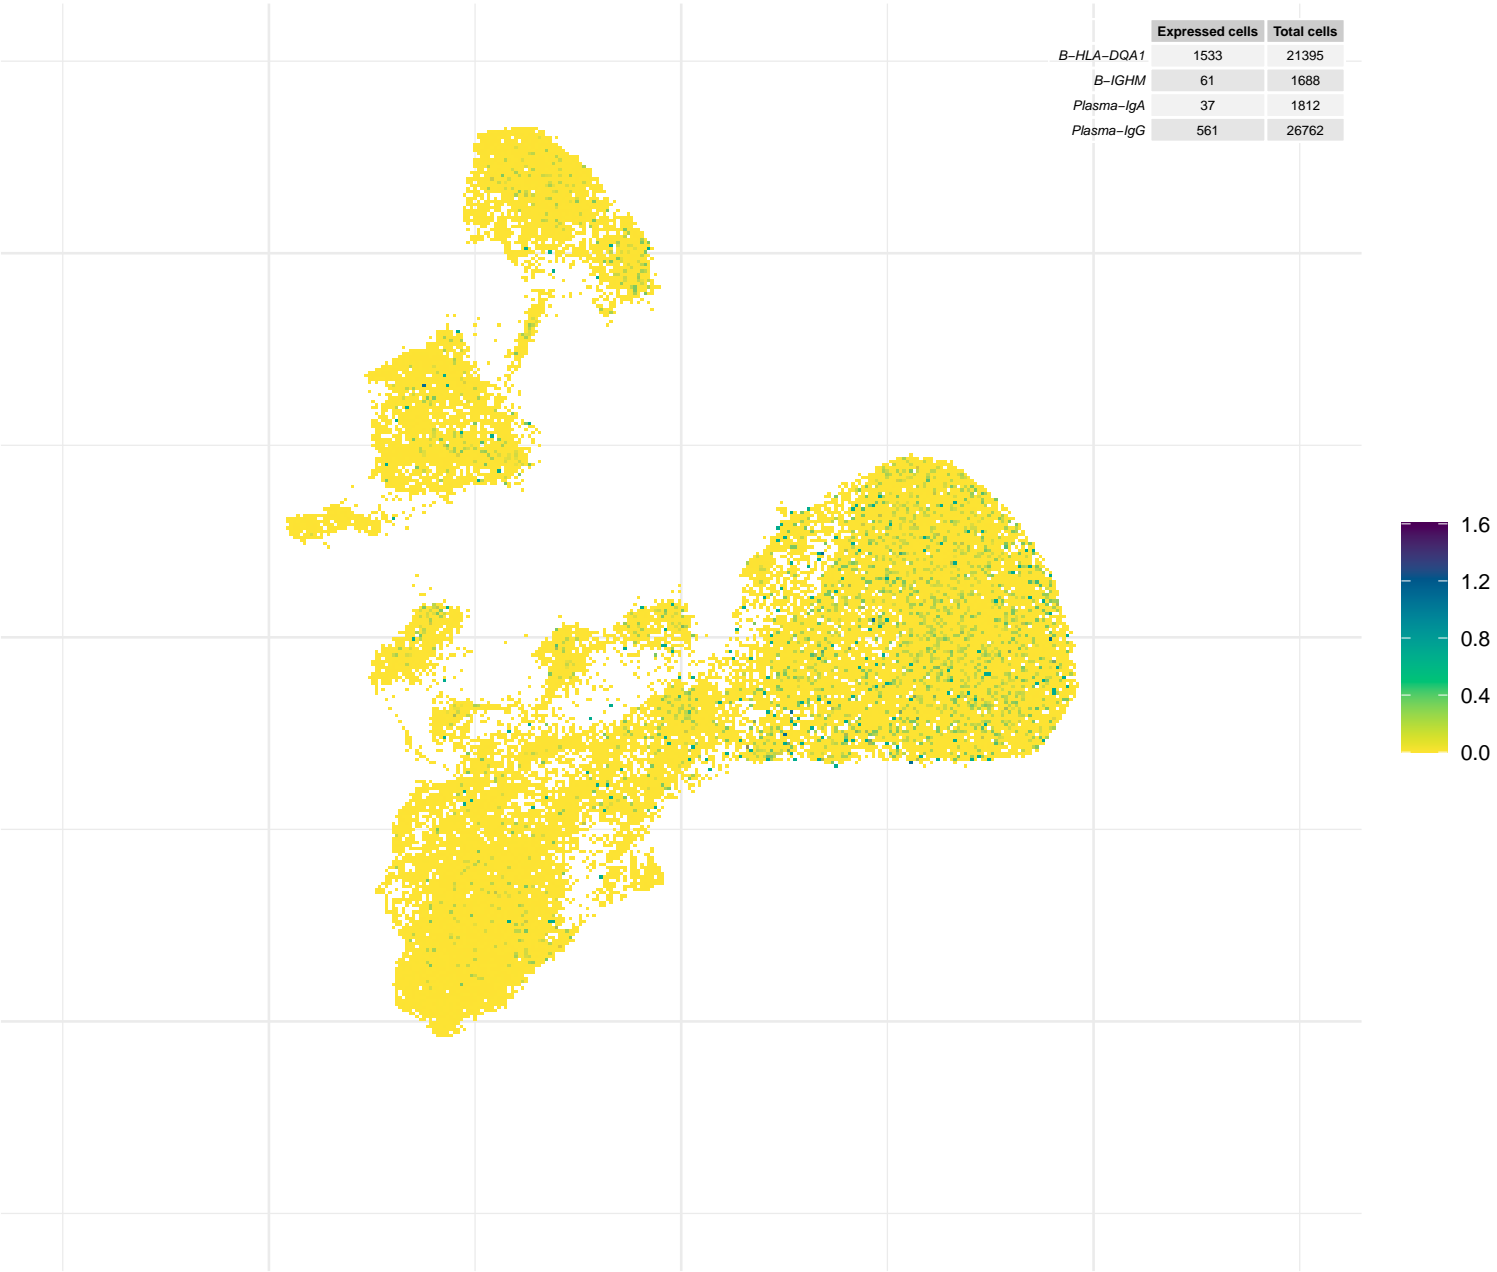 Expressed cells Total cells
B−HLA−DQA1 1533 21395
B−IGHM 61 1688
Plasma−IgA 37 1812
Plasma−IgG 561 26762
1.6
1.2
0.8
0.4
0.0